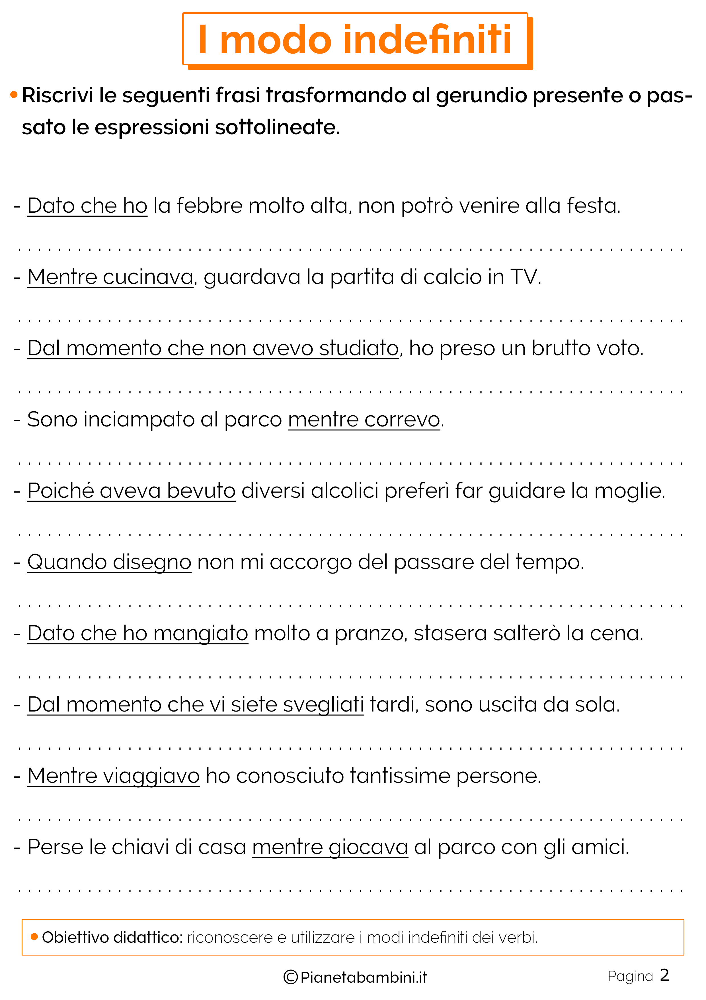 I modo indefiniti
• Riscrivi le seguenti frasi trasformando al gerundio presente o pas-
sato le espressioni sottolineate.
- Dato che ho la febbre molto alta, non potrò venire alla festa.
- Mentre cucinava, guardava la partita di calcio in TV.
- Dal momento che non avevo studiato, ho preso un brutto voto.
- Sono inciampato al parco mentre correvo.
- Poiché aveva bevuto diversi alcolici preferì far guidare la moglie.
- Quando disegno non mi accorgo del passare del tempo.
- Dato che ho mangiato molto a pranzo, stasera salterò la cena.
- Dal momento che vi siete svegliati tardi, sono uscita da sola.
- Mentre viaggiavo ho conosciuto tantissime persone.
- Perse le chiavi di casa mentre giocava al parco con gli amici.
• Obiettivo didattico: riconoscere e utilizzare i modi indefiniti dei verbi.
© Pianetabambini.it
Pagina 2